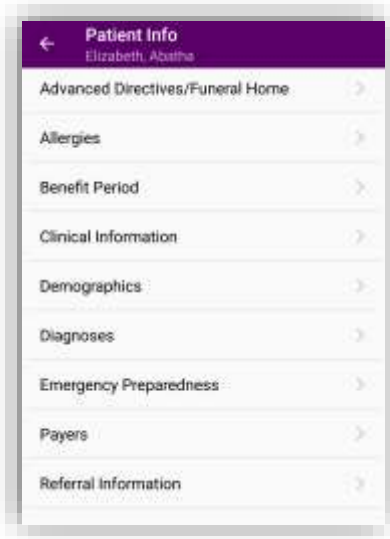 Patient Info
Elizabeth, Abatha
Advanced Directives/Funeral Home
Allergies
Benefit Period
Clinical Information
Demographics
Diagnoses
Emergency Preparedness
Payers
Referral Information